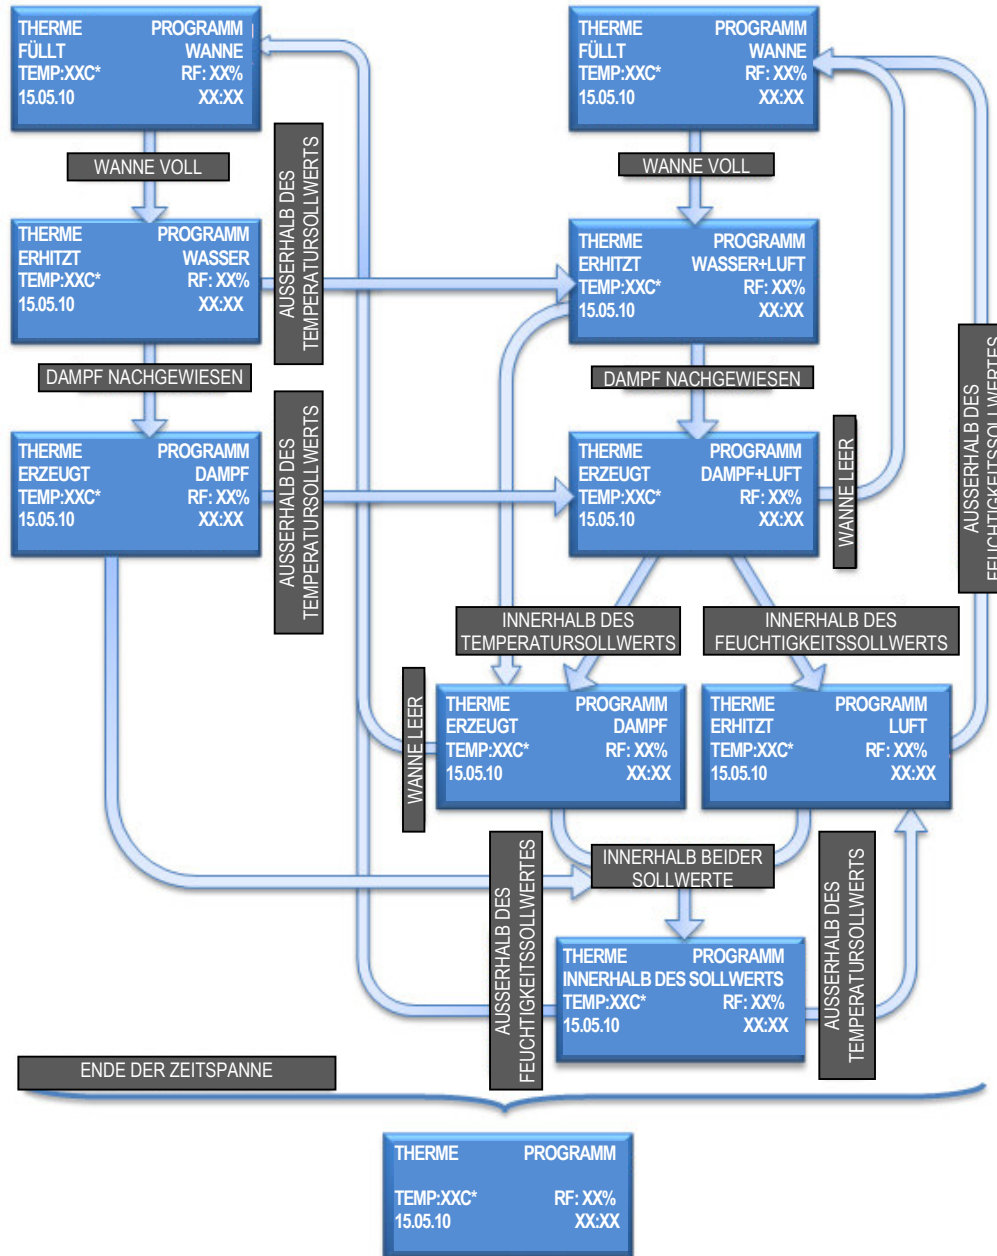 THERME PROGRAMM
FÜLLT WANNE
TEMP:XXC* RF: XX%
15.05.10 XX:XX
THERME PROGRAMM
FÜLLT WANNE
TEMP:XXC* RF: XX%
15.05.10 XX:XX
WANNE VOLL
AUSSERHALB DES
TEMPERATURSOLLWERTS
WANNE VOLL
THERME PROGRAMM
ERHITZT WASSER
TEMP:XXC* RF: XX%
15.05.10 XX:XX
THERME PROGRAMM
ERHITZT WASSER+LUFT
TEMP:XXC* RF: XX%
15.05.10 XX:XX
DAMPF NACHGEWIESEN
AUSSERHALB DES
TEMPERATURSOLLWERTS
DAMPF NACHGEWIESEN
AUSSERHALB DES
FEUCHTIGKEITSSOLLWERTES
THERME PROGRAMM
ERZEUGT DAMPF
TEMP:XXC* RF: XX%
15.05.10 XX:XX
THERME PROGRAMM
ERZEUGT DAMPF+LUFT
TEMP:XXC* RF: XX%
15.05.10 XX:XX
WANNE LEER
INNERHALB DES
TEMPERATURSOLLWERTS
INNERHALB DES
FEUCHTIGKEITSSOLLWERTS
WANNE LEER
THERME PROGRAMM
ERZEUGT DAMPF
TEMP:XXC* RF: XX%
15.05.10 XX:XX
THERME PROGRAMM
ERHITZT LUFT
TEMP:XXC* RF: XX%
15.05.10 XX:XX
AUSSERHALB DES
FEUCHTIGKEITSSOLLWERTES
INNERHALB BEIDER
SOLLWERTE
AUSSERHALB DES
TEMPERATURSOLLWERTS
THERME PROGRAMM
INNERHALB DES SOLLWERTS
TEMP:XXC* RF: XX%
15.05.10 XX:XX
ENDE DER ZEITSPANNE
THERME PROGRAMM
TEMP:XXC* RF: XX%
15.05.10 XX:XX